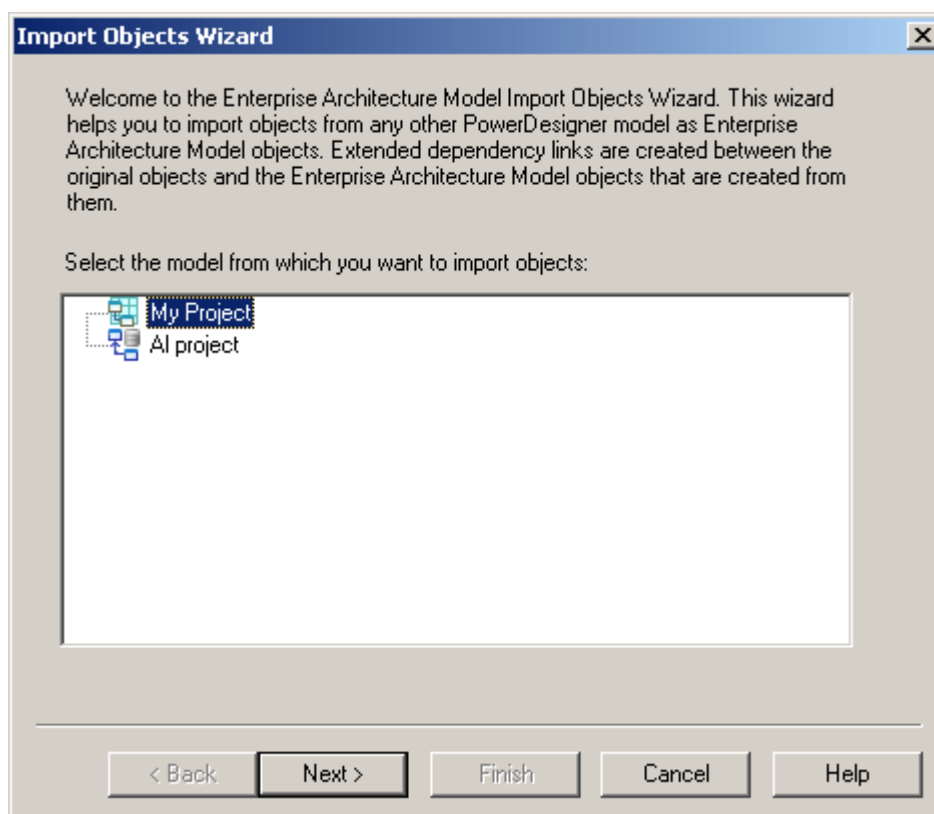 Import Objects Wizard
Welcome to the Enterprise Architecture Model Import Objects Wizard. This wizard
helps you to import objects from any other PowerDesigner model as Enterprise
Architecture Model objects. Extended dependency links are created between the
original objects and the Enterprise Architecture Model objects that are created from
them.
Select the model from which you want to import objects:
My Project
AI project
< Back Next > Finish Cancel Help